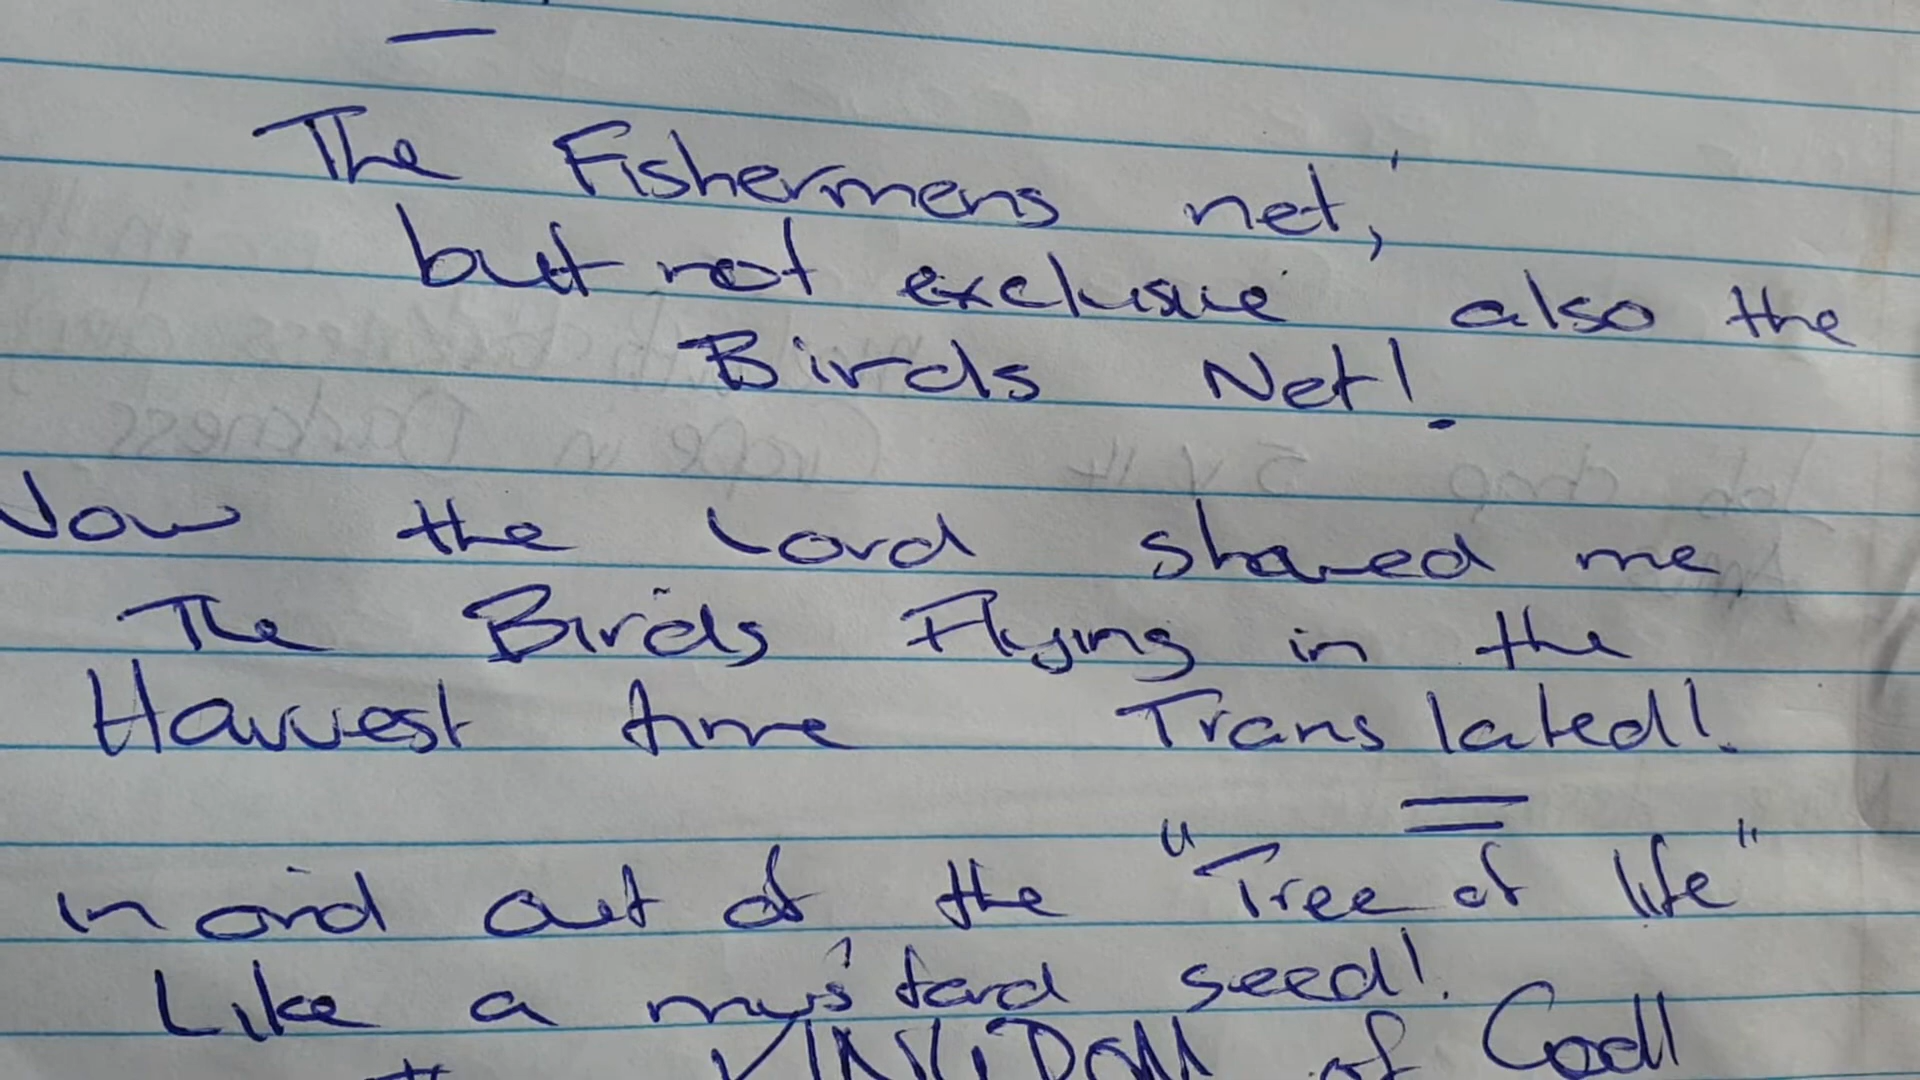 The Fishermens net,
but not exclusive also the
Birds Net!
Now the Lord shared me
The Birds Flying in the
Harvest time Translated!
in and out of the "Tree of life"
Like a mustard seed!
KINGDOM of God!